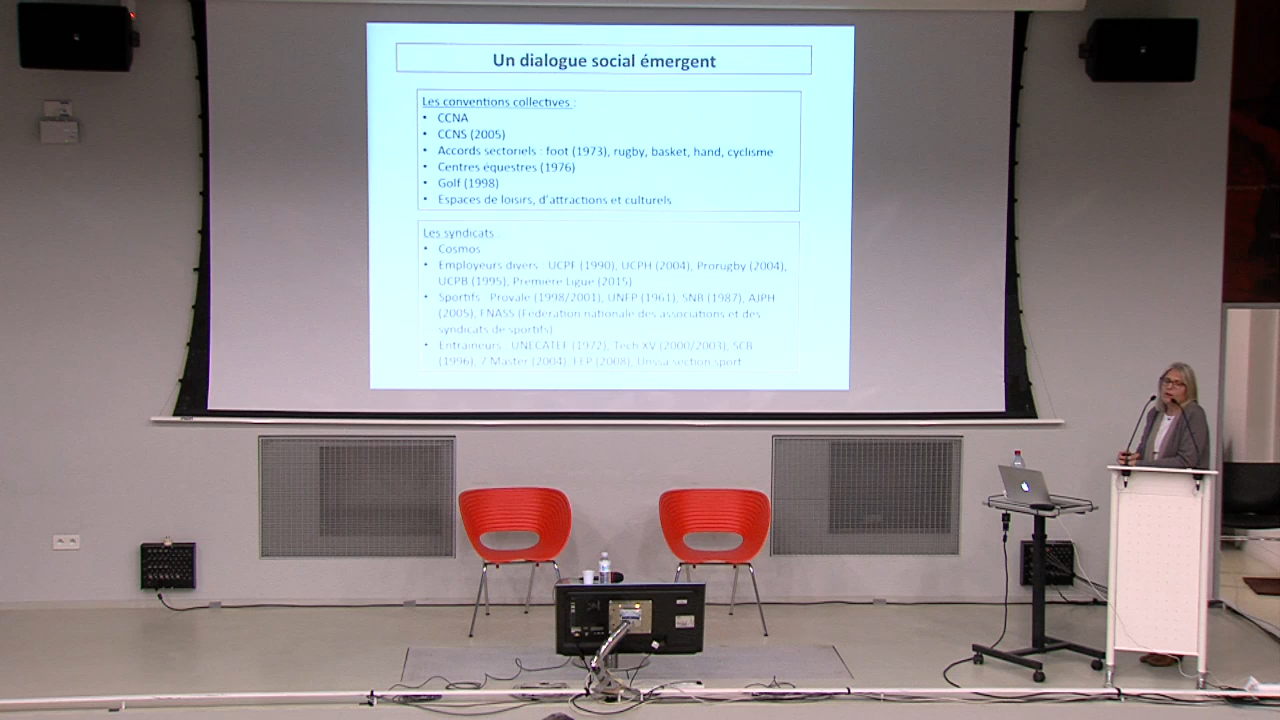 Un dialogue social émergent
Les conventions collectives :
• CCNA
• CCNS (2005)
• Accords sectoriels : foot (1973), rugby, basket, hand, cyclisme
• Centres équestres (1976)
• Golf (1998)
• Espaces de loisirs, d'attractions et culturels
Les syndicats :
• Cosmos
• Employeurs divers : UCPF (1990), UCPH (2004), Prorugby (2004),
UCPB (1995), Première Ligue (2015)
• Sportifs : Provale (1998/2001), UNFP (1961), SNB (1987), AJPH
(2005), FNASS (Fédération nationale des associations et des
syndicats de sportifs)
• Entraineurs : UNECATEF (1972), Tech XV (2000/2003), SCB
(1996), 7 Master (2004), FEP (2008), Unsa section sport